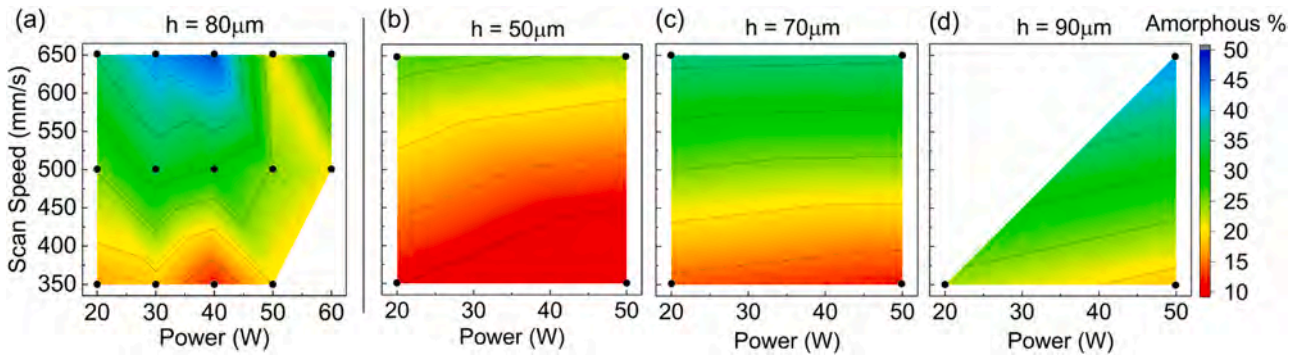 (a) h = 80μm (b) h = 50μm (c) h = 70μm (d) h = 90μm Amorphous %
Scan Speed (mm/s)
650
600
550
500
450
400
350
20 30 40 50 60
Power (W)
20 30 40 50
Power (W)
20 30 40 50
Power (W)
20 30 40 50
Power (W)
50
45
40
35
30
25
20
15
10